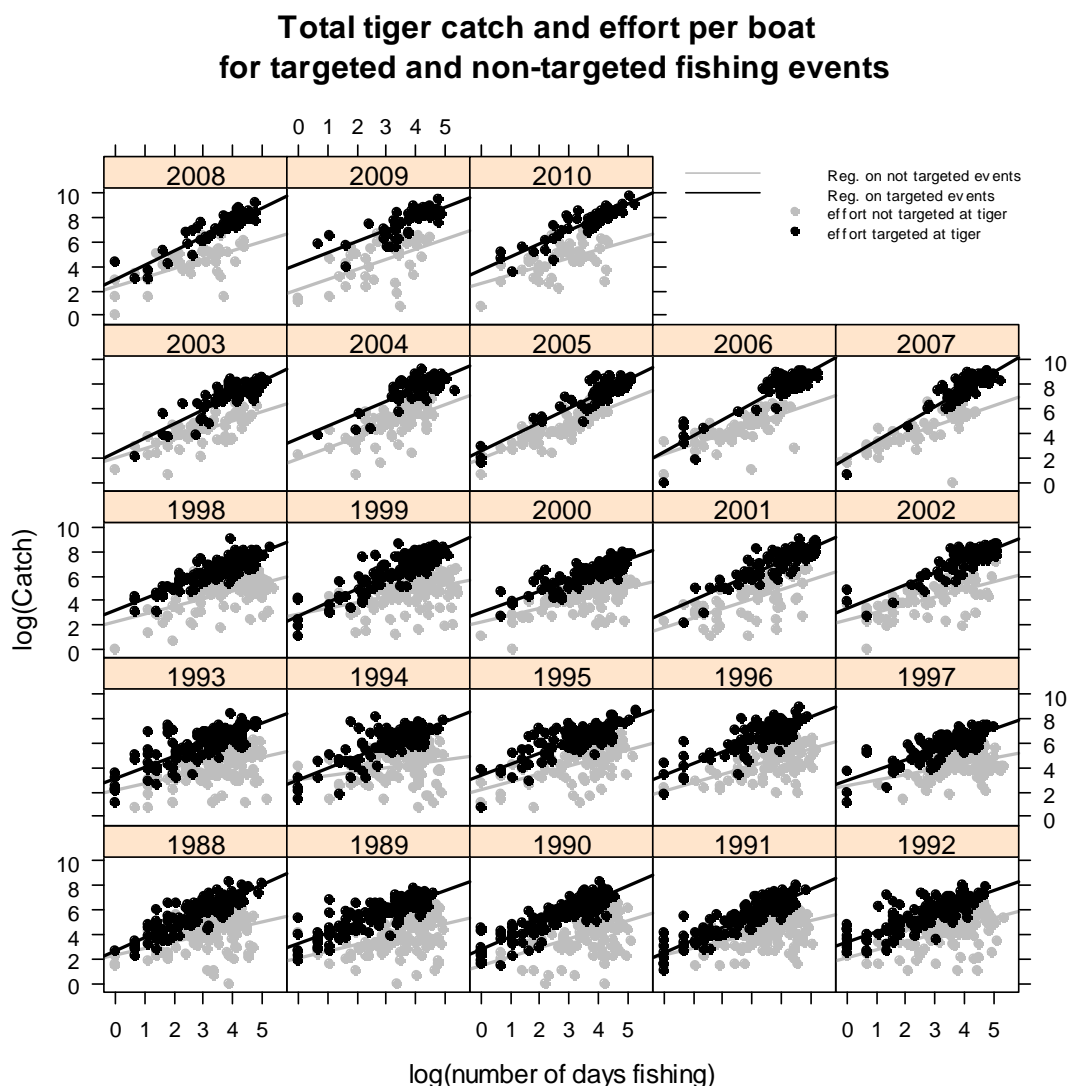 Total tiger catch and effort per boat
for targeted and non-targeted fishing events
0 1 2 3 4 5
2008 2009 2010
Reg. on not targeted events
Reg. on targeted events
effort not targeted at tiger
effort targeted at tiger
10
8
6
4
2
0
2003 2004 2005 2006 2007
10
8
6
4
2
0
1998 1999 2000 2001 2002
10
8
6
4
2
0
log(Catch)
1993 1994 1995 1996 1997
10
8
6
4
2
0
1988 1989 1990 1991 1992
10
8
6
4
2
0
0 1 2 3 4 5 0 1 2 3 4 5 0 1 2 3 4 5
log(number of days fishing)